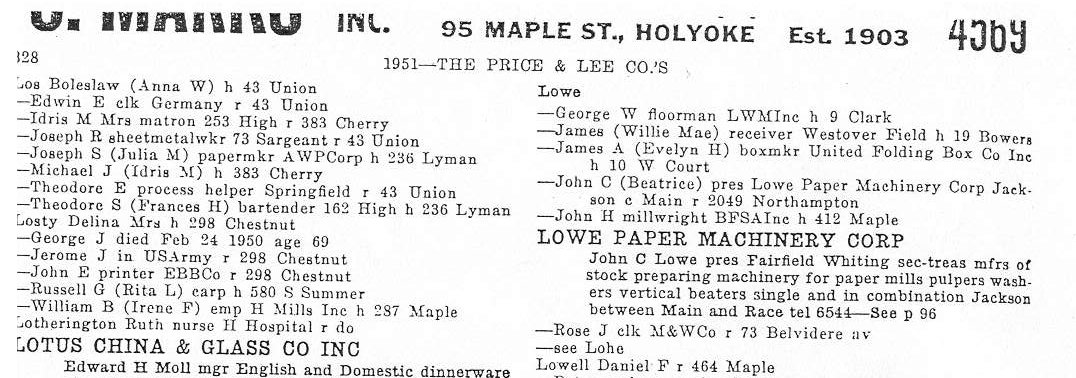 INC. 95 MAPLE ST., HOLYOKE Est. 1903
328
1951—THE PRICE & LEE CO.'S
Los Boleslaw (Anna W) h 43 Union
—Edwin E clk Germany r 43 Union
—Idris M Mrs matron 253 High r 383 Cherry
—Joseph R sheetmetalwkr 73 Sargeant r 43 Union
—Joseph S (Julia M) papermkr AWPCorp h 236 Lyman
—Michael J (Idris M) h 383 Cherry
—Theodore E process helper Springfield r 43 Union
—Theodore S (Frances H) bartender 162 High h 236 Lyman
Losty Delina Mrs h 298 Chestnut
—George J died Feb 24 1950 age 69
—Jerome J in USArmy r 298 Chestnut
—John E printer EBBCo r 298 Chestnut
—Russell G (Rita L) carp h 580 S Summer
—William B (Irene F) emp H Mills Inc h 287 Maple
Lotherington Ruth nurse H Hospital r do
LOTUS CHINA & GLASS CO INC
Edward H Moll mgr English and Domestic dinnerware
Lowe
—George W floorman LWMInc h 9 Clark
—James (Willie Mae) receiver Westover Field h 19 Bowers
—James A (Evelyn H) boxmkr United Folding Box Co Inc
h 10 W Court
—John C (Beatrice) pres Lowe Paper Machinery Corp Jack-
son c Main r 2049 Northampton
—John H millwright BFSAInc h 412 Maple
LOWE PAPER MACHINERY CORP
John C Lowe pres Fairfield Whiting sec-treas mfrs of
stock preparing machinery for paper mills pulpers wash-
ers vertical beaters single and in combination Jackson
between Main and Race tel 6544—See p 96
—Rose J clk M&WCo r 73 Belvidere av
—see Lohe
Lowell Daniel F r 464 Maple